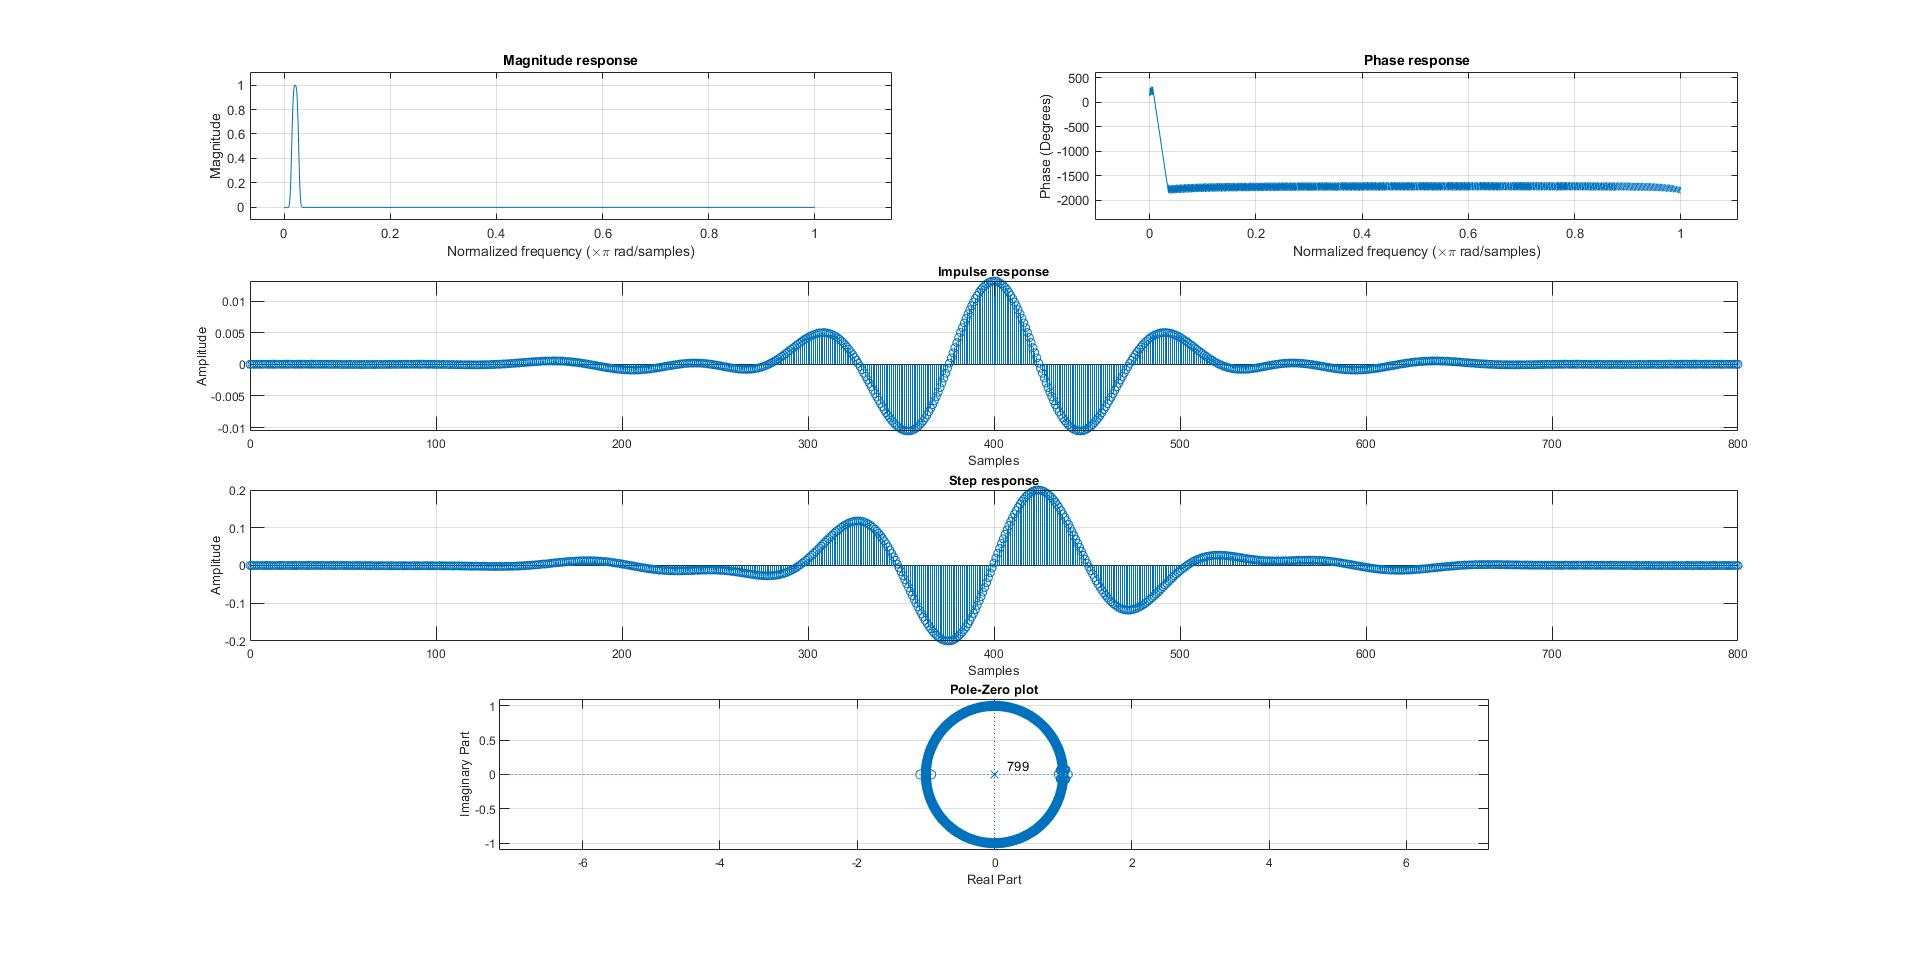 Magnitude response
Magnitude
1
0.8
0.6
0.4
0.2
0
0 0.2 0.4 0.6 0.8 1
Normalized frequency (×π rad/samples)
Phase response
Phase (Degrees)
500
0
-500
-1000
-1500
-2000
0 0.2 0.4 0.6 0.8 1
Normalized frequency (×π rad/samples)
Impulse response
Amplitude
0.01
0.005
0
-0.005
-0.01
0 100 200 300 400 500 600 700 800
Samples
Step response
Amplitude
0.2
0.1
0
-0.1
-0.2
0 100 200 300 400 500 600 700 800
Samples
Pole-Zero plot
Imaginary Part
1
0.5
0
-0.5
-1
799
-6 -4 -2 0 2 4 6
Real Part